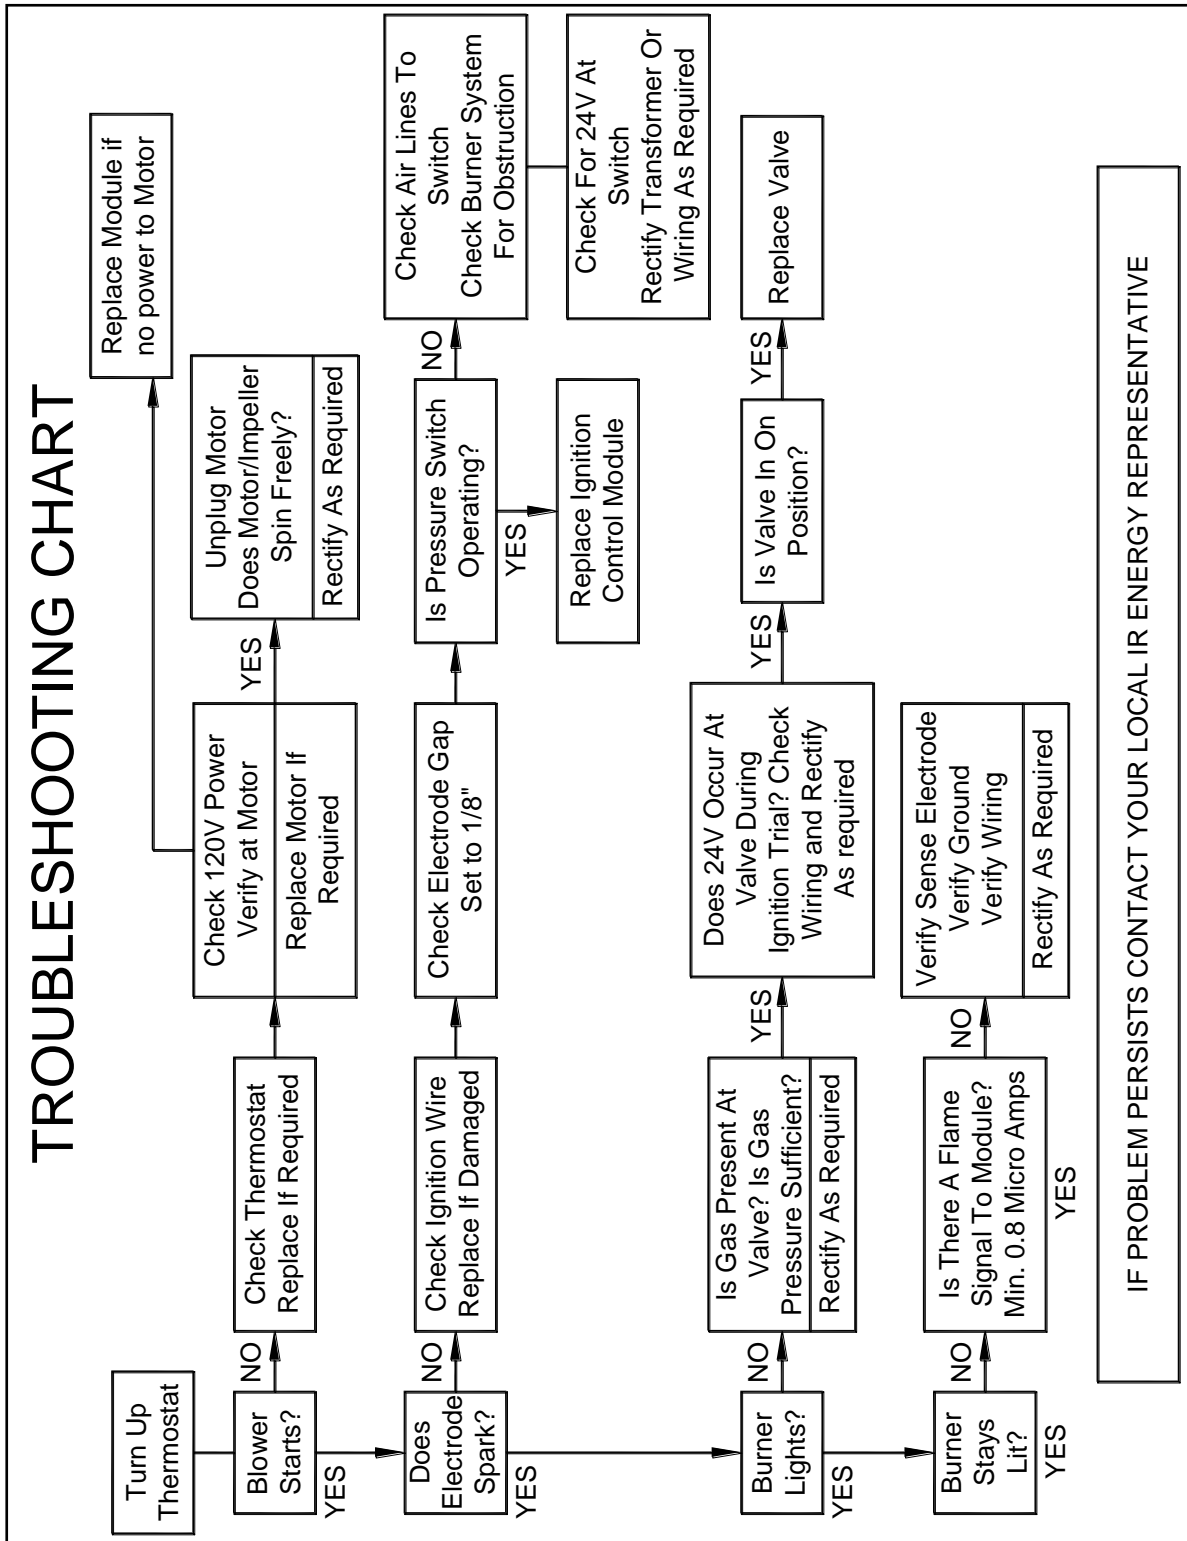 TROUBLESHOOTING CHART
Turn Up
Thermostat
Blower
Starts?
NO
YES
Check Thermostat
Replace If Required
Check 120V Power
Verify at Motor
Replace Motor If
Required
YES
Unplug Motor
Does Motor/Impeller
Spin Freely?
Rectify As Required
Replace Module if
no power to Motor
Does
Electrode
Spark?
NO
YES
Check Ignition Wire
Replace If Damaged
Check Electrode Gap
Set to 1/8"
Is Pressure Switch
Operating?
NO
YES
Replace Ignition
Control Module
Check Air Lines To
Switch
Check Burner System
For Obstruction
Check For 24V At
Switch
Rectify Transformer Or
Wiring As Required
Burner
Lights?
NO
YES
Is Gas Present At
Valve? Is Gas
Pressure Sufficient?
Rectify As Required
YES
Does 24V Occur At
Valve During
Ignition Trial? Check
Wiring and Rectify
As required
YES
Is Valve In On
Position?
YES
Replace Valve
Burner
Stays
Lit?
NO
YES
Is There A Flame
Signal To Module?
Min. 0.8 Micro Amps
NO
YES
Verify Sense Electrode
Verify Ground
Verify Wiring
Rectify As Required
IF PROBLEM PERSISTS CONTACT YOUR LOCAL IR ENERGY REPRESENTATIVE